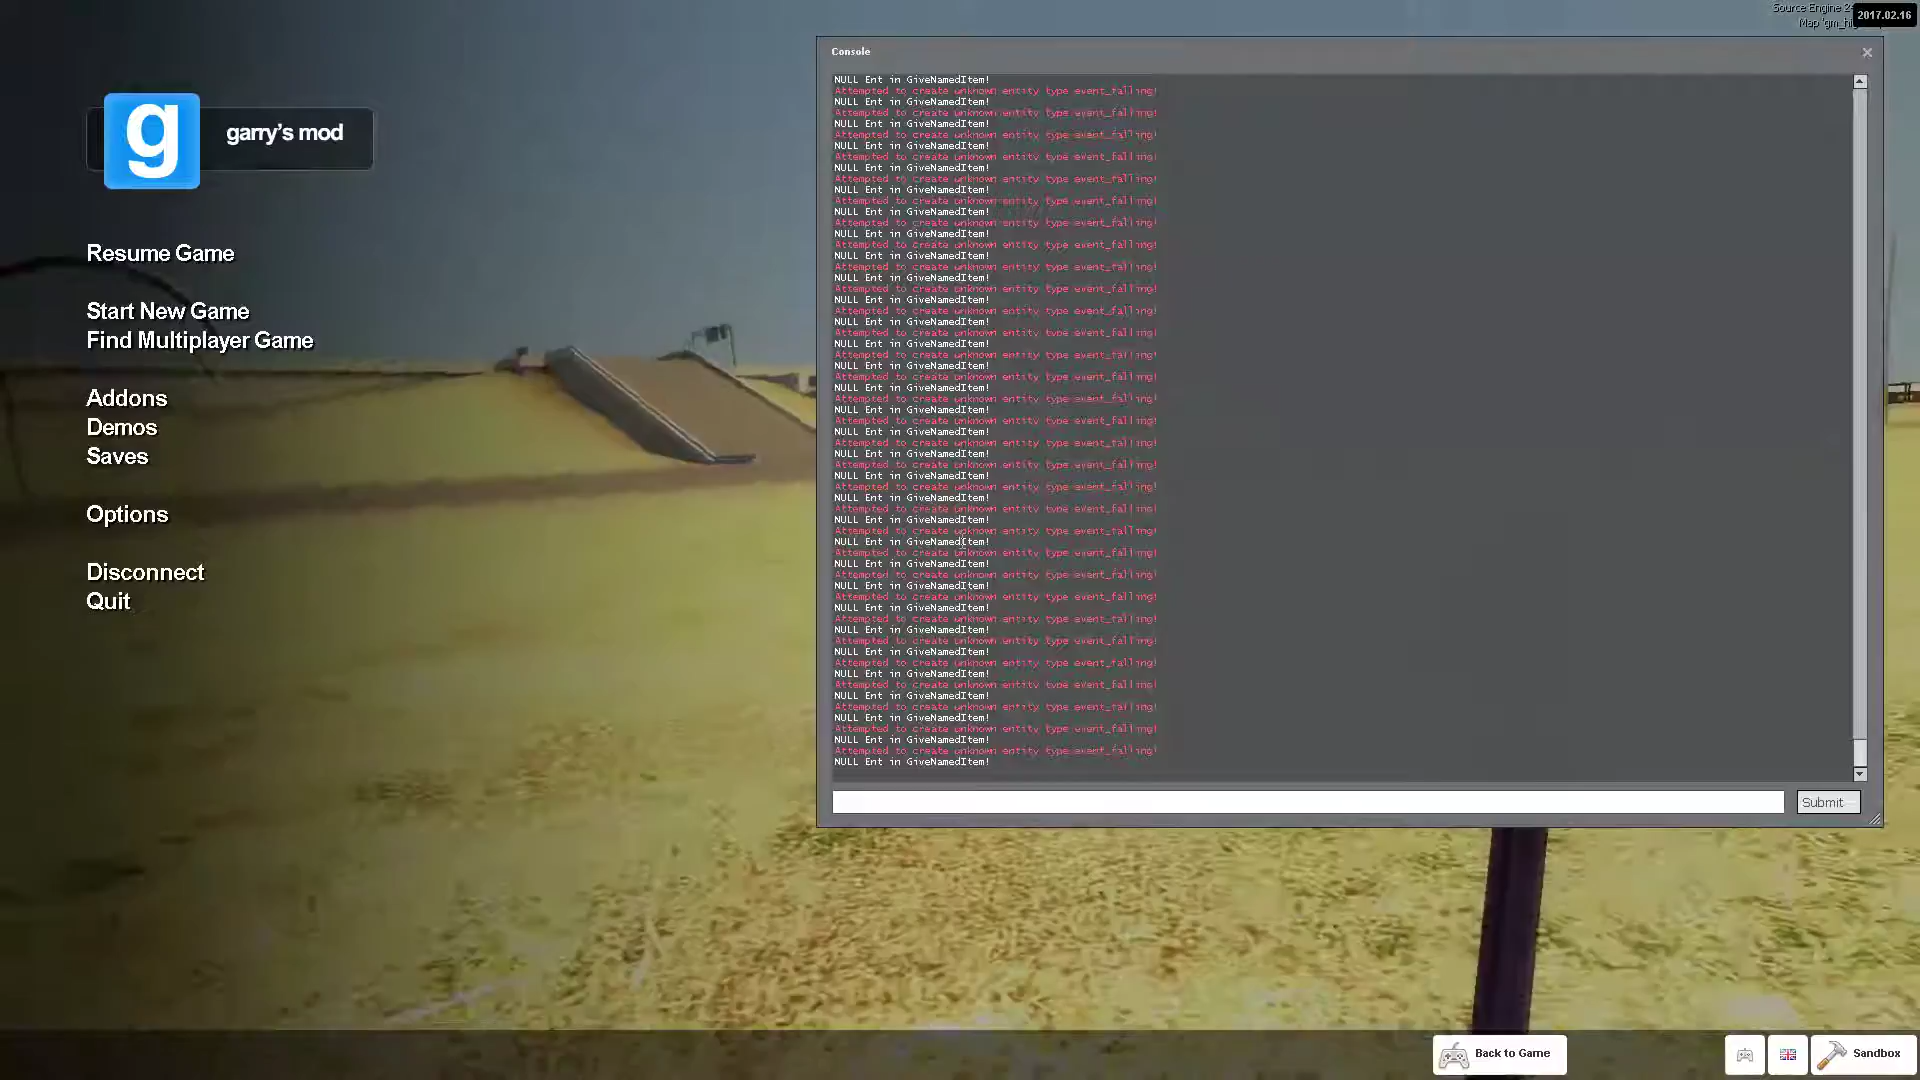 Source Engine 2
2017.02.16
Map 'gm_hi
Console
NULL Ent in GiveNamedItem!
Attempted to create unknown entity type event_falling!
NULL Ent in GiveNamedItem!
Attempted to create unknown entity type event_falling!
NULL Ent in GiveNamedItem!
Attempted to create unknown entity type event_falling!
NULL Ent in GiveNamedItem!
Attempted to create unknown entity type event_falling!
NULL Ent in GiveNamedItem!
Attempted to create unknown entity type event_falling!
NULL Ent in GiveNamedItem!
Attempted to create unknown entity type event_falling!
NULL Ent in GiveNamedItem!
Attempted to create unknown entity type event_falling!
NULL Ent in GiveNamedItem!
Attempted to create unknown entity type event_falling!
NULL Ent in GiveNamedItem!
Attempted to create unknown entity type event_falling!
NULL Ent in GiveNamedItem!
Attempted to create unknown entity type event_falling!
NULL Ent in GiveNamedItem!
Attempted to create unknown entity type event_falling!
NULL Ent in GiveNamedItem!
Attempted to create unknown entity type event_falling!
NULL Ent in GiveNamedItem!
Attempted to create unknown entity type event_falling!
NULL Ent in GiveNamedItem!
Attempted to create unknown entity type event_falling!
NULL Ent in GiveNamedItem!
Attempted to create unknown entity type event_falling!
NULL Ent in GiveNamedItem!
Attempted to create unknown entity type event_falling!
NULL Ent in GiveNamedItem!
Attempted to create unknown entity type event_falling!
NULL Ent in GiveNamedItem!
Attempted to create unknown entity type event_falling!
NULL Ent in GiveNamedItem!
Attempted to create unknown entity type event_falling!
NULL Ent in GiveNamedItem!
Attempted to create unknown entity type event_falling!
NULL Ent in GiveNamedItem!
Attempted to create unknown entity type event_falling!
NULL Ent in GiveNamedItem!
Attempted to create unknown entity type event_falling!
NULL Ent in GiveNamedItem!
Attempted to create unknown entity type event_falling!
NULL Ent in GiveNamedItem!
Attempted to create unknown entity type event_falling!
NULL Ent in GiveNamedItem!
Attempted to create unknown entity type event_falling!
NULL Ent in GiveNamedItem!
Attempted to create unknown entity type event_falling!
NULL Ent in GiveNamedItem!
Attempted to create unknown entity type event_falling!
NULL Ent in GiveNamedItem!
Attempted to create unknown entity type event_falling!
NULL Ent in GiveNamedItem!
Attempted to create unknown entity type event_falling!
NULL Ent in GiveNamedItem!
Attempted to create unknown entity type event_falling!
NULL Ent in GiveNamedItem!
Attempted to create unknown entity type event_falling!
NULL Ent in GiveNamedItem!
Submit
g
garry's mod
Resume Game
Start New Game
Find Multiplayer Game
Addons
Demos
Saves
Options
Disconnect
Quit
Back to Game
Sandbox